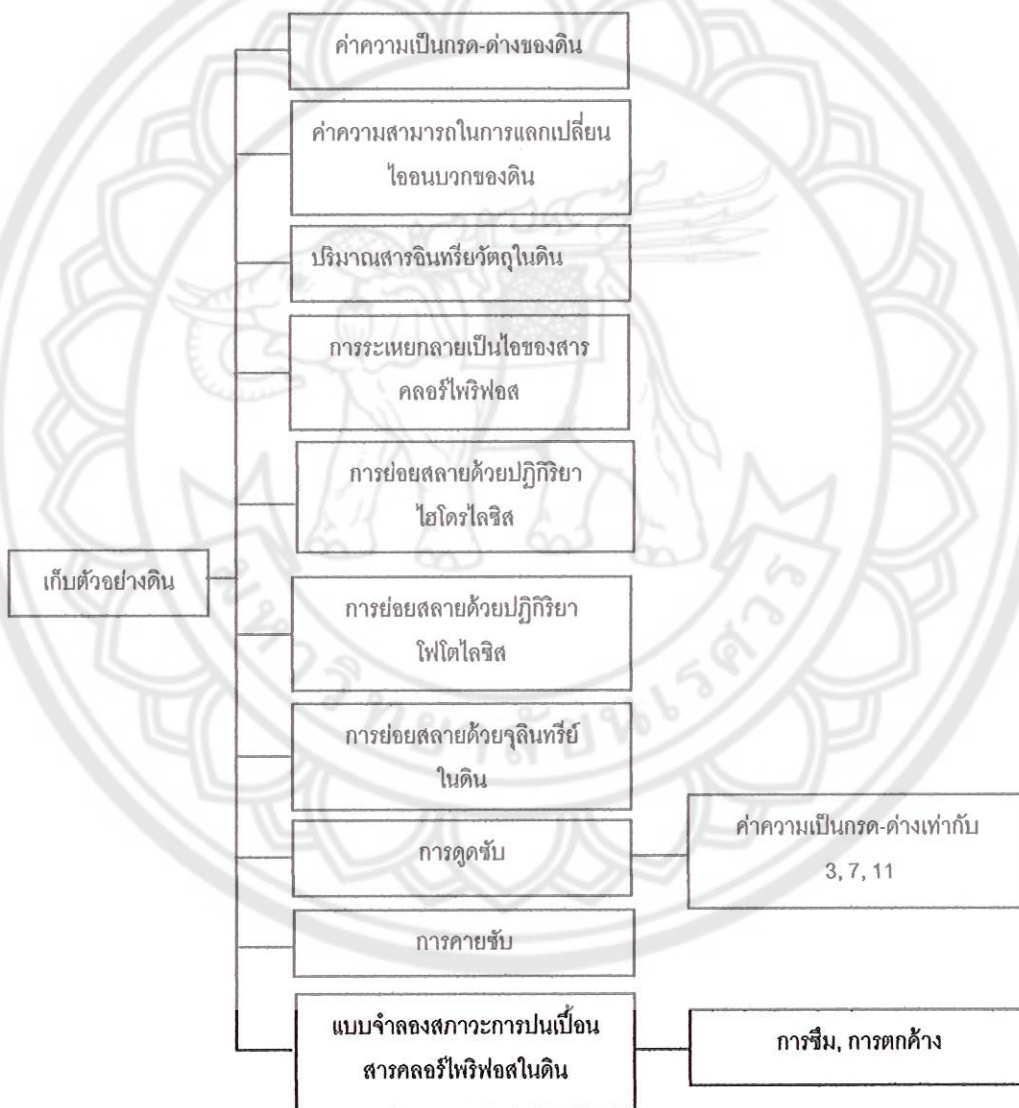 ค่าความเป็นกรด-ด่างของดิน
ค่าความสามารถในการแลกเปลี่ยน
ไอออนบวกของดิน
ปริมาณสารอินทรียวัตถุในดิน
การระเหยกลายเป็นไอของสาร
คลอร์ไพริฟอส
การย่อยสลายด้วยปฏิกิริยา
ไฮโดรไลซิส
เก็บตัวอย่างดิน
การย่อยสลายด้วยปฏิกิริยา
โฟโตไลซิส
การย่อยสลายด้วยจุลินทรีย์
ในดิน
การดูดซับ
ค่าความเป็นกรด-ด่างเท่ากับ
3, 7, 11
การคายซับ
แบบจำลองสภาวะการปนเปื้อน
สารคลอร์ไพริฟอสในดิน
การซึม, การตกค้าง
มหาวิทยาลัยนเรศวร